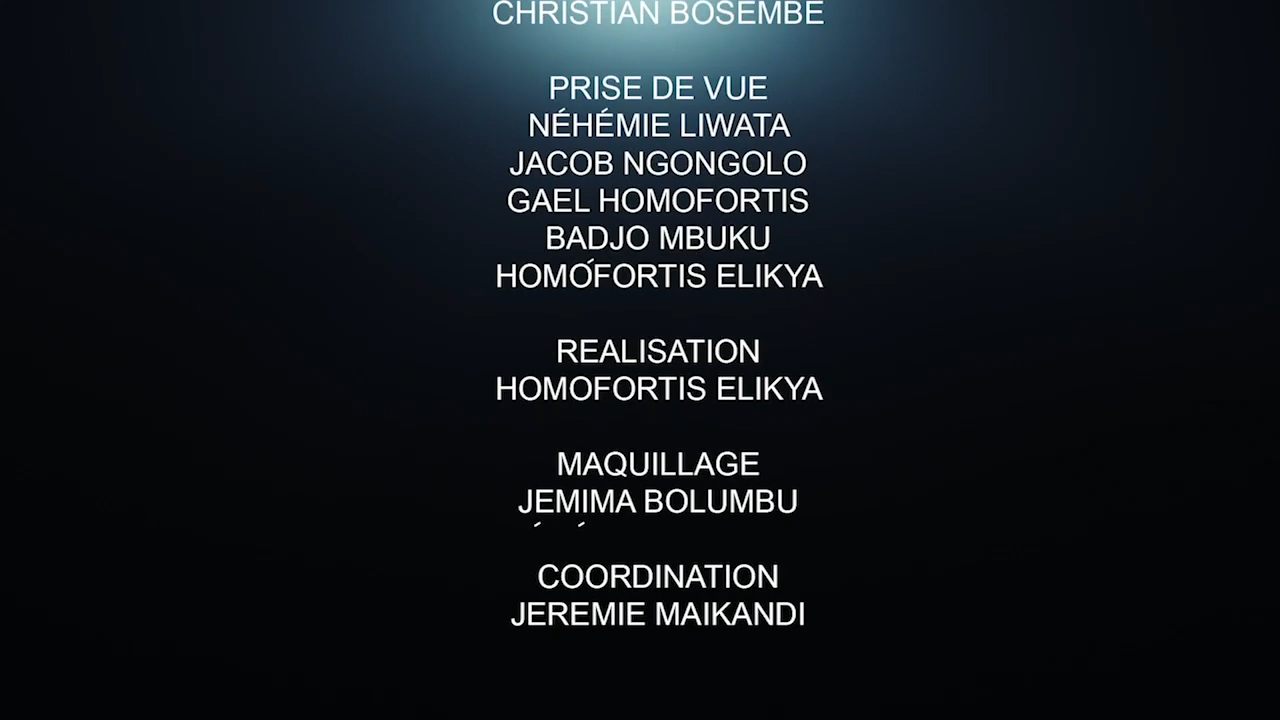 CHRISTIAN BOSEMBE
PRISE DE VUE
NÉHÉMIE LIWATA
JACOB NGONGOLO
GAEL HOMOFORTIS
BADJO MBUKU
HOMOFORTIS ELIKYA
REALISATION
HOMOFORTIS ELIKYA
MAQUILLAGE
JEMIMA BOLUMBU
COORDINATION
JEREMIE MAIKANDI